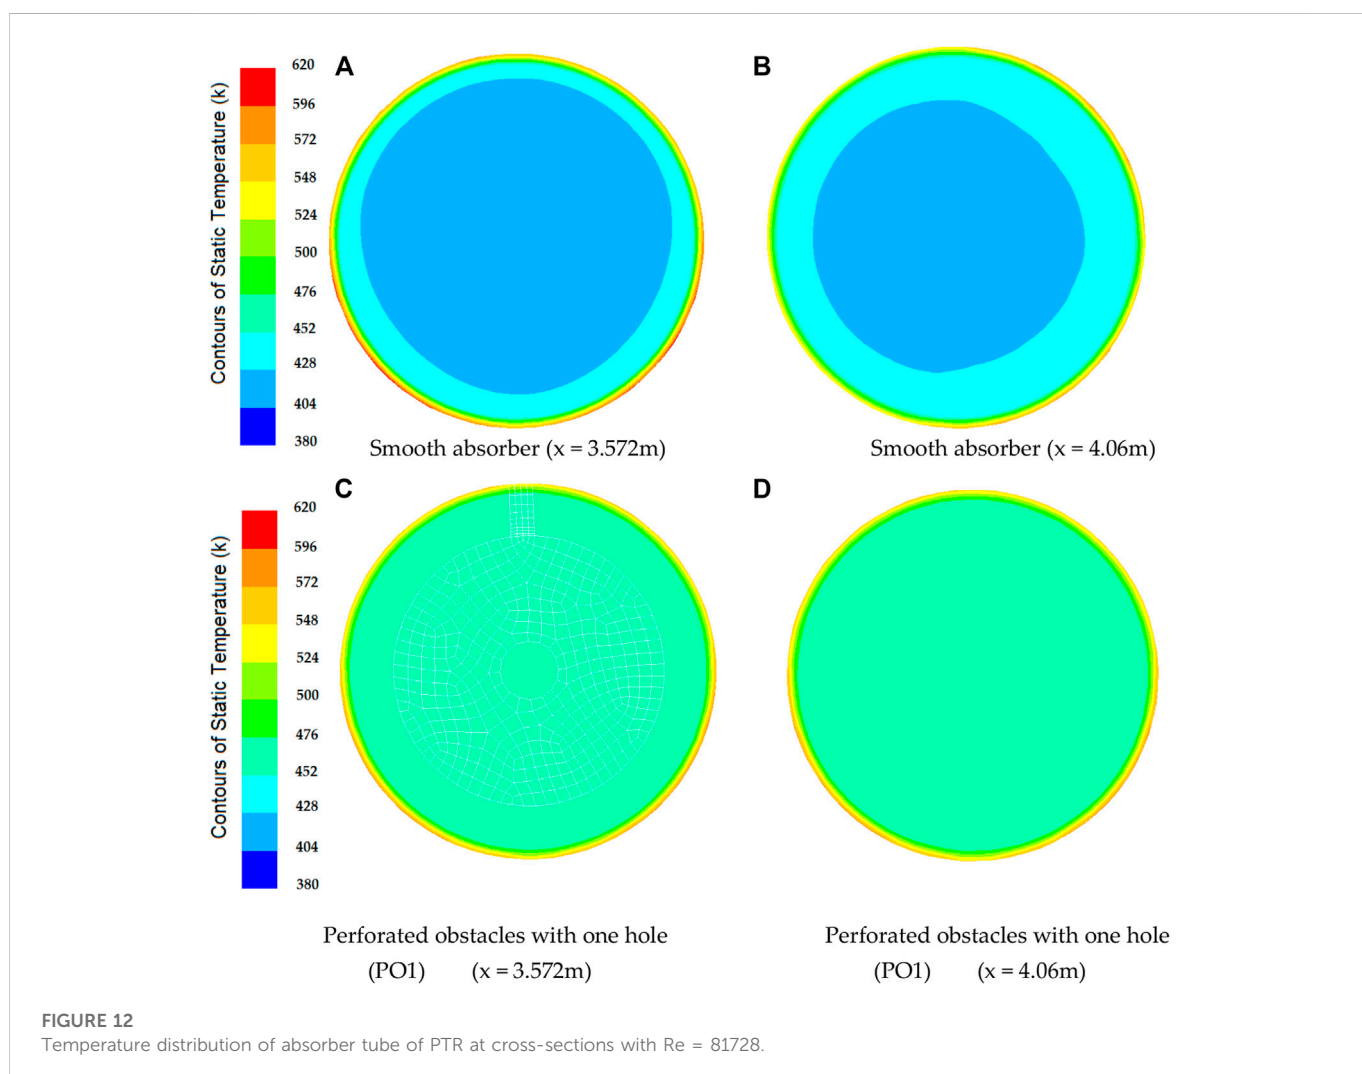 A
B
Contours of Static Temperature (k)
620
596
572
548
524
500
476
452
428
404
380
Smooth absorber (x = 3.572m)
Smooth absorber (x = 4.06m)
C
D
Contours of Static Temperature (k)
620
596
572
548
524
500
476
452
428
404
380
Perforated obstacles with one hole
(PO1) (x = 3.572m)
Perforated obstacles with one hole
(PO1) (x = 4.06m)
FIGURE 12
Temperature distribution of absorber tube of PTR at cross-sections with Re = 81728.